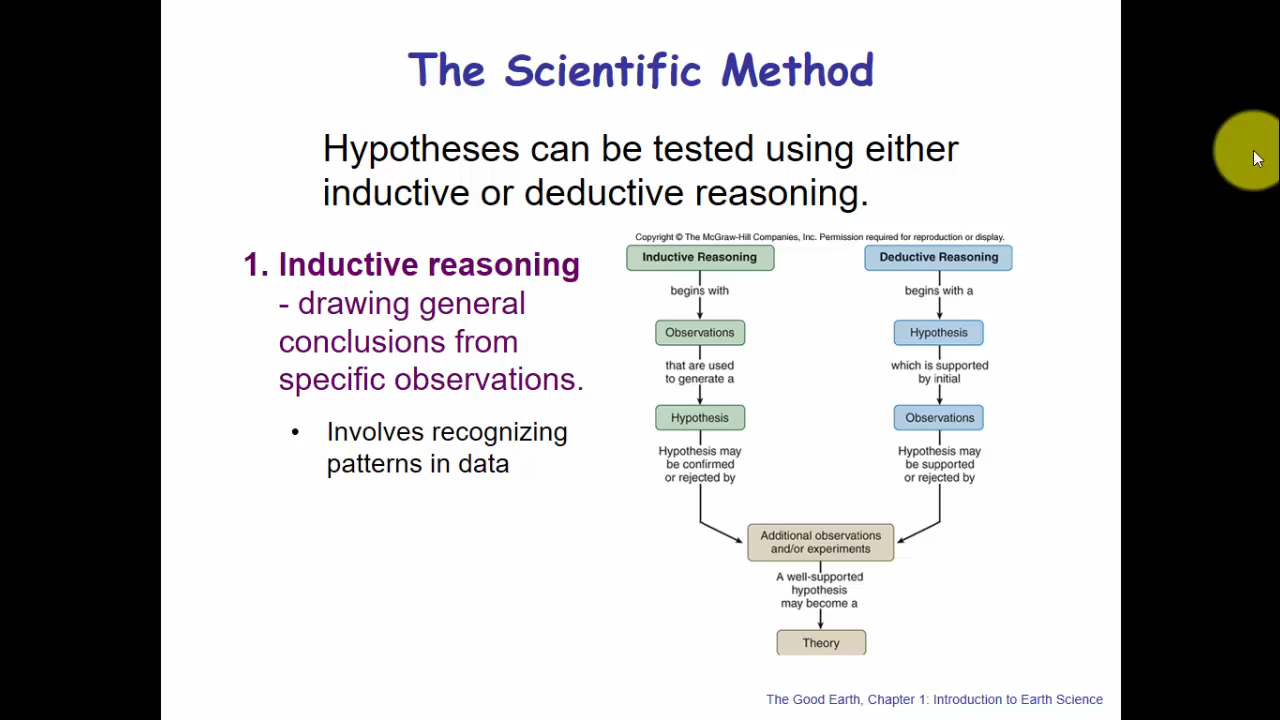 The Scientific Method
Hypotheses can be tested using either
inductive or deductive reasoning.
1. Inductive reasoning
- drawing general
conclusions from
specific observations.
• Involves recognizing
patterns in data
Copyright © The McGraw-Hill Companies, Inc. Permission required for reproduction or display.
Inductive Reasoning
begins with
Observations
that are used
to generate a
Hypothesis
Hypothesis may
be confirmed
or rejected by
Deductive Reasoning
begins with a
Hypothesis
which is supported
by initial
Observations
Hypothesis may
be supported
or rejected by
Additional observations
and/or experiments
A well-supported
hypothesis
may become a
Theory
The Good Earth, Chapter 1: Introduction to Earth Science